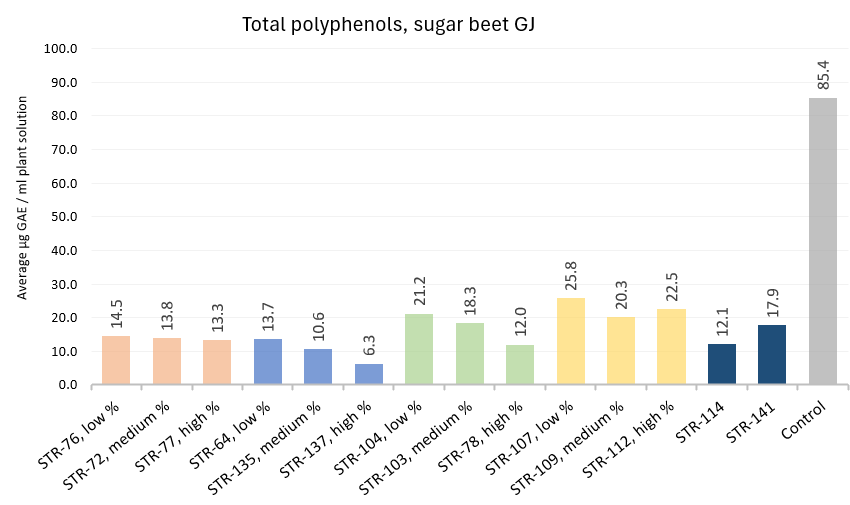 Total polyphenols, sugar beet GJ
Average µg GAE / ml plant solution
100.0
90.0
80.0
70.0
60.0
50.0
40.0
30.0
20.0
10.0
0.0
14.5
13.8
13.3
13.7
10.6
6.3
21.2
18.3
12.0
25.8
20.3
22.5
12.1
17.9
85.4
STR-76, low %
STR-72, medium %
STR-77, high %
STR-64, low %
STR-135, medium %
STR-137, high %
STR-104, low %
STR-103, medium %
STR-78, high %
STR-107, low %
STR-109, medium %
STR-112, high %
STR-114
STR-141
Control